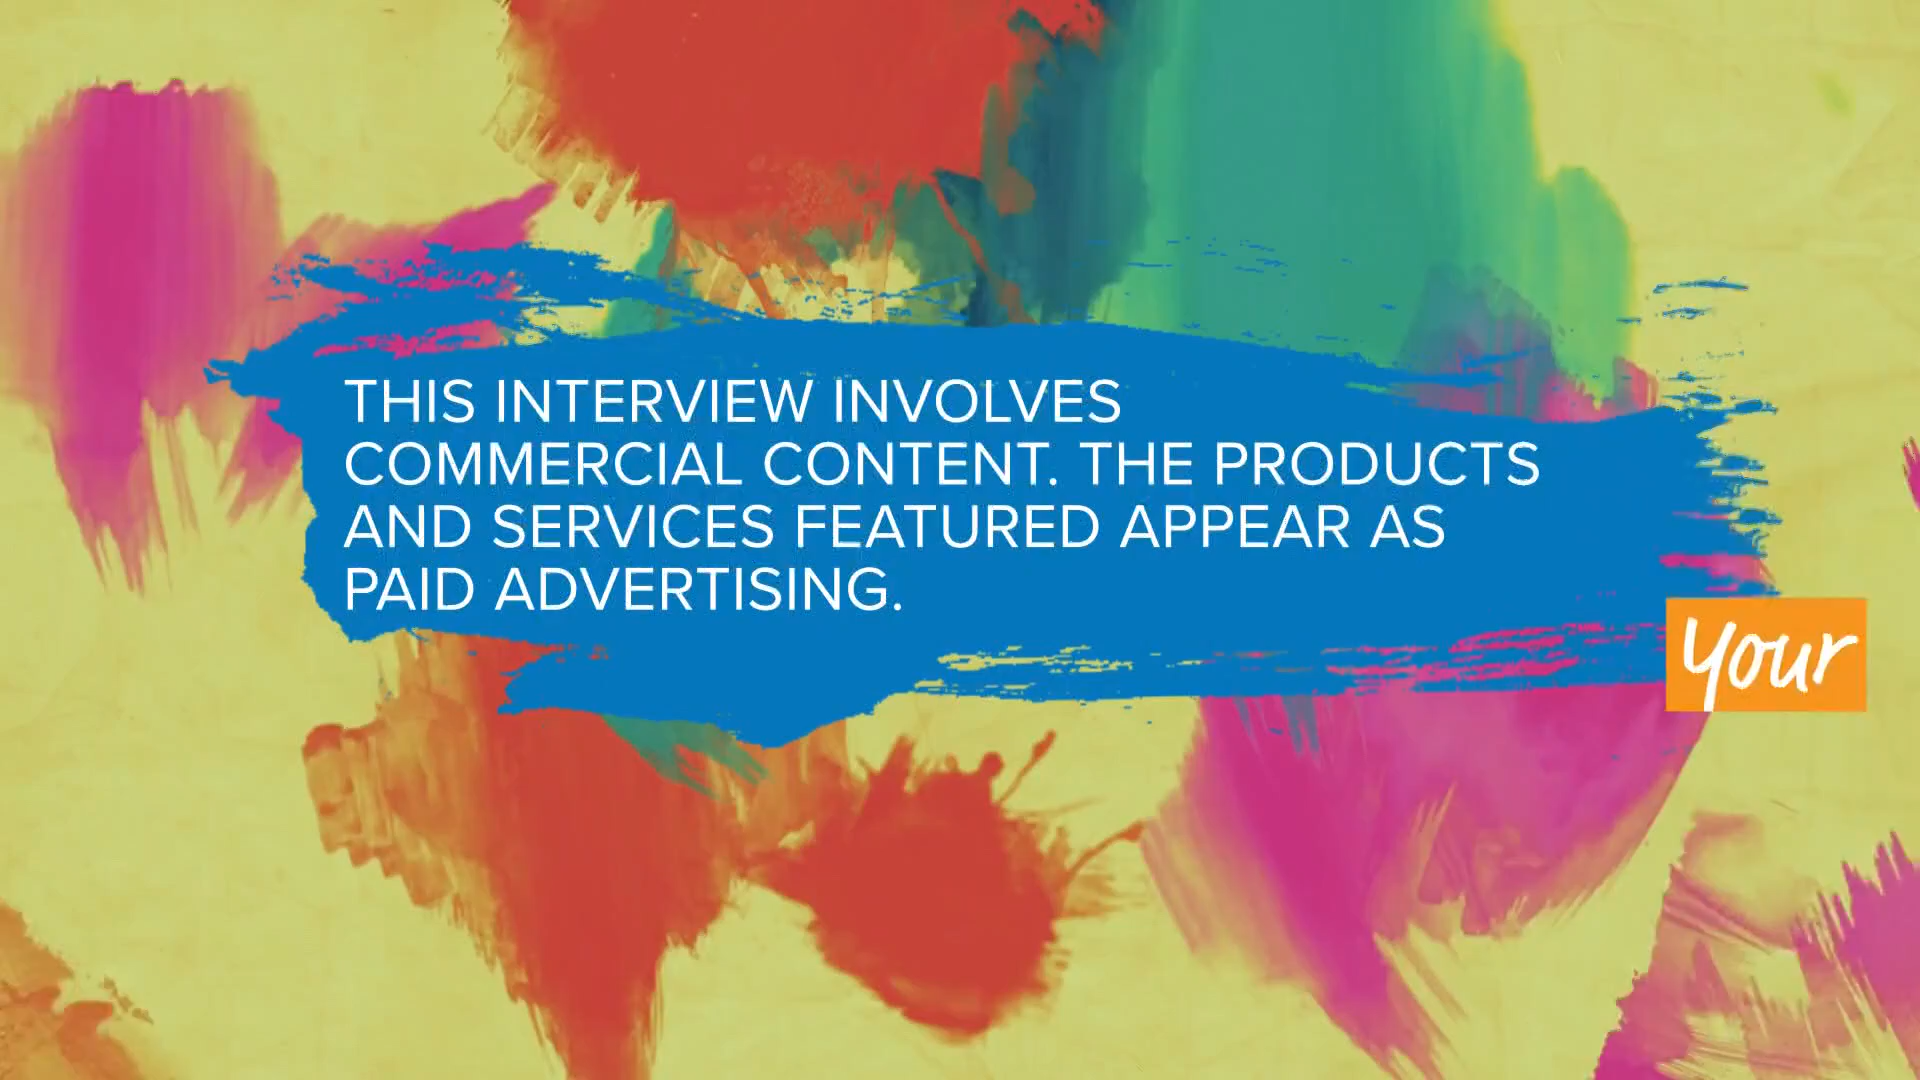 THIS INTERVIEW INVOLVES
COMMERCIAL CONTENT. THE PRODUCTS
AND SERVICES FEATURED APPEAR AS
PAID ADVERTISING.
your